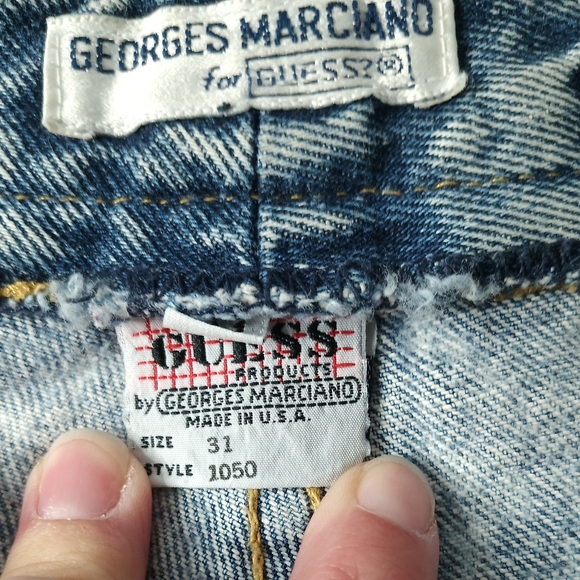 GEORGES MARCIANO
for GUESS?®
GUESS
PRODUCTS
by GEORGES MARCIANO
MADE IN U.S.A.
SIZE 31
STYLE 1050